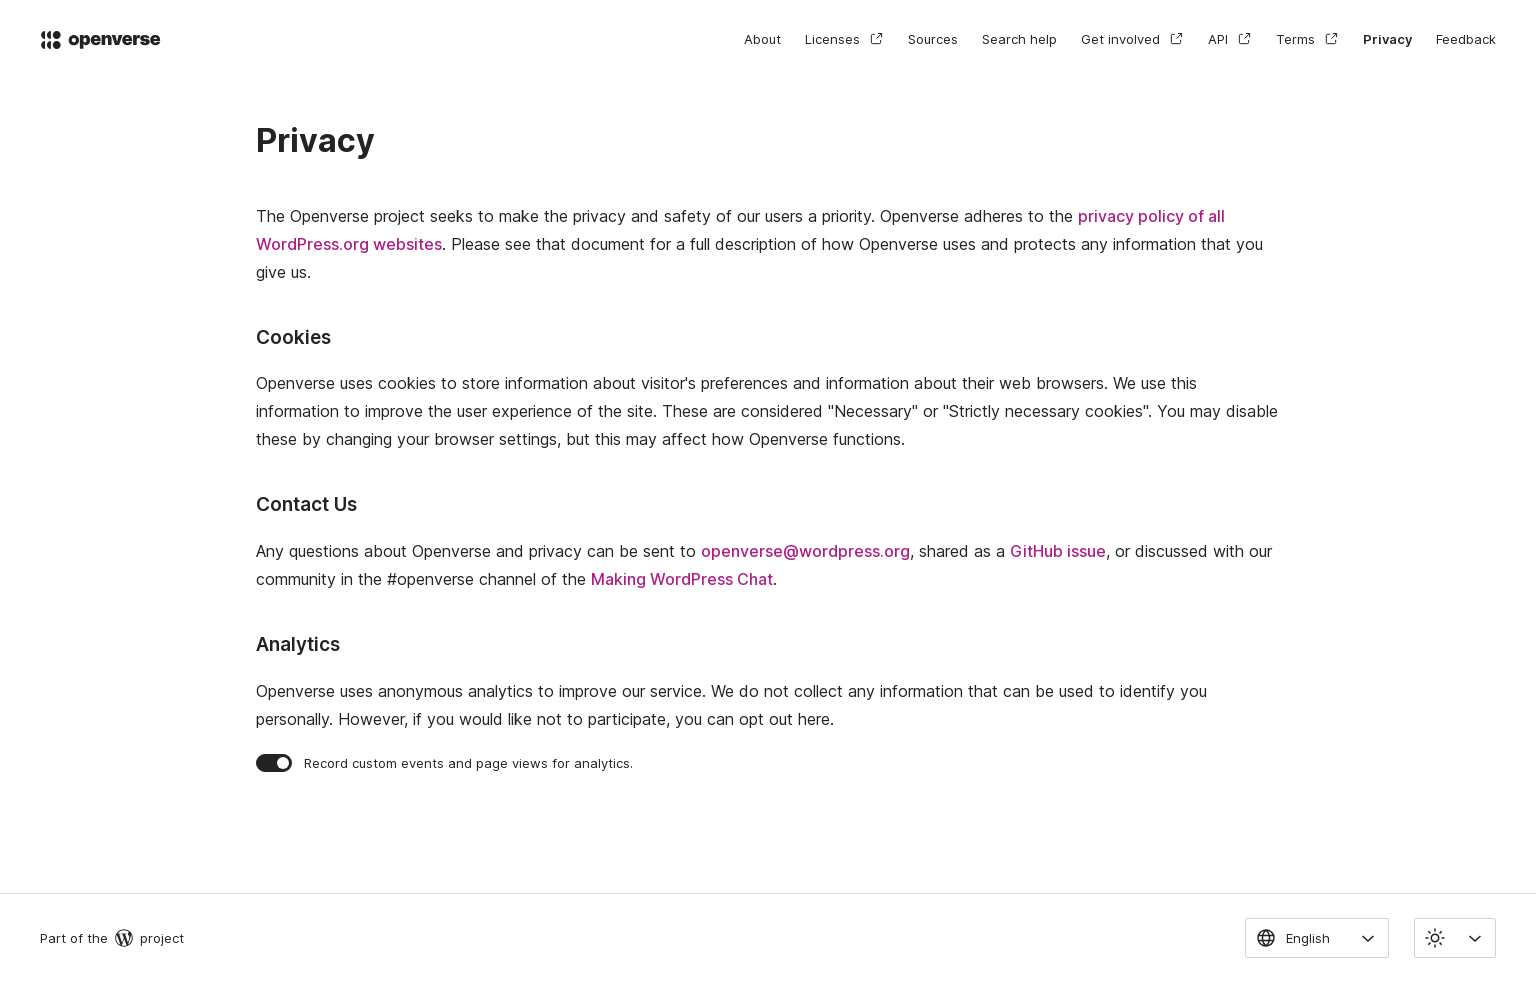 openverse
About Licenses Sources Search help Get involved API Terms Privacy Feedback
Privacy
The Openverse project seeks to make the privacy and safety of our users a priority. Openverse adheres to the privacy policy of all
WordPress.org websites. Please see that document for a full description of how Openverse uses and protects any information that you
give us.
Cookies
Openverse uses cookies to store information about visitor's preferences and information about their web browsers. We use this
information to improve the user experience of the site. These are considered "Necessary" or "Strictly necessary cookies". You may disable
these by changing your browser settings, but this may affect how Openverse functions.
Contact Us
Any questions about Openverse and privacy can be sent to openverse@wordpress.org, shared as a GitHub issue, or discussed with our
community in the #openverse channel of the Making WordPress Chat.
Analytics
Openverse uses anonymous analytics to improve our service. We do not collect any information that can be used to identify you
personally. However, if you would like not to participate, you can opt out here.
Record custom events and page views for analytics.
Part of the project
English